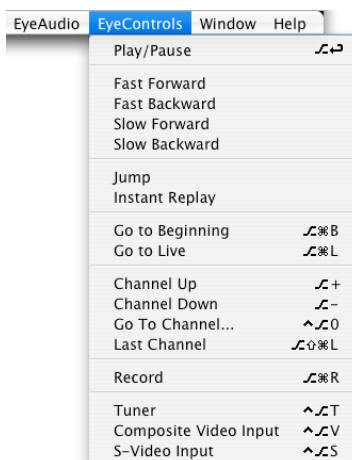 EyeAudio EyeControls Window Help
Play/Pause ⌥↩
Fast Forward
Fast Backward
Slow Forward
Slow Backward
Jump
Instant Replay
Go to Beginning ⌥⌘B
Go to Live ⌥⌘L
Channel Up ⌥+
Channel Down ⌥-
Go To Channel... ^⌥0
Last Channel ⌥⇧⌘L
Record ⌥⌘R
Tuner ^⌥T
Composite Video Input ^⌥V
S-Video Input ^⌥S